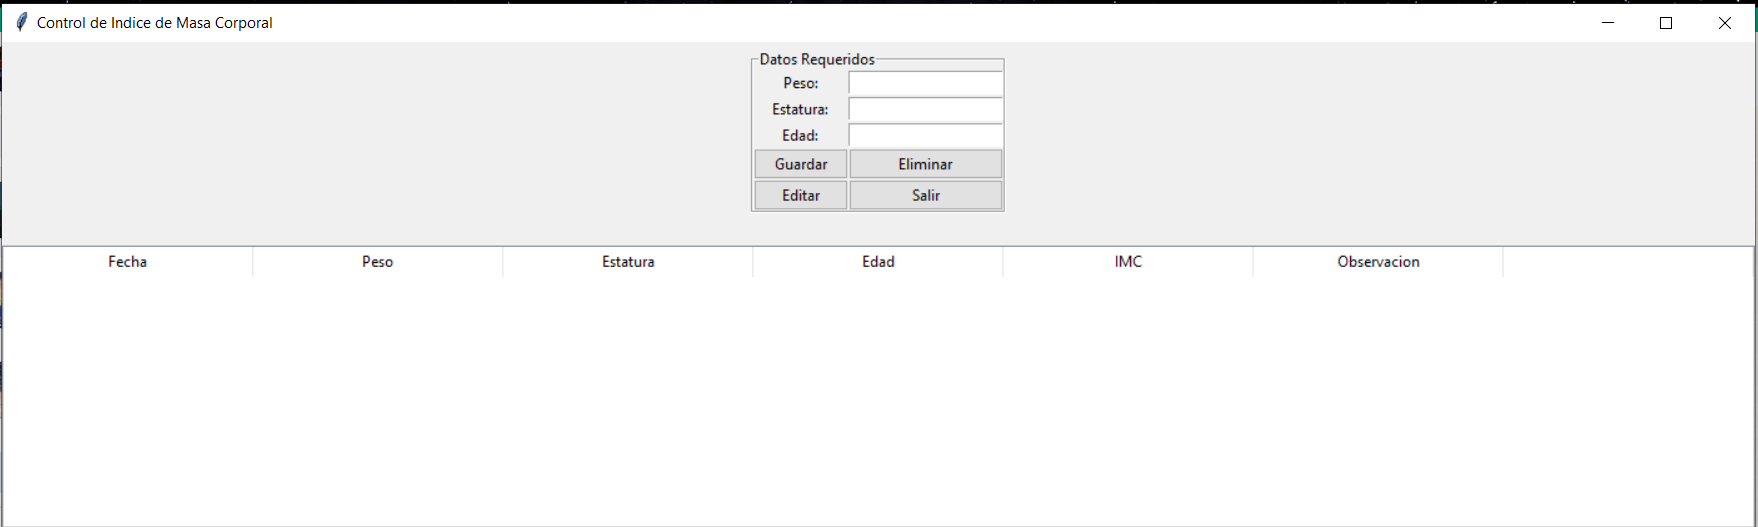 Control de Indice de Masa Corporal
Datos Requeridos
Peso:
Estatura:
Edad:
Guardar Eliminar
Editar Salir
Fecha Peso Estatura Edad IMC Observacion